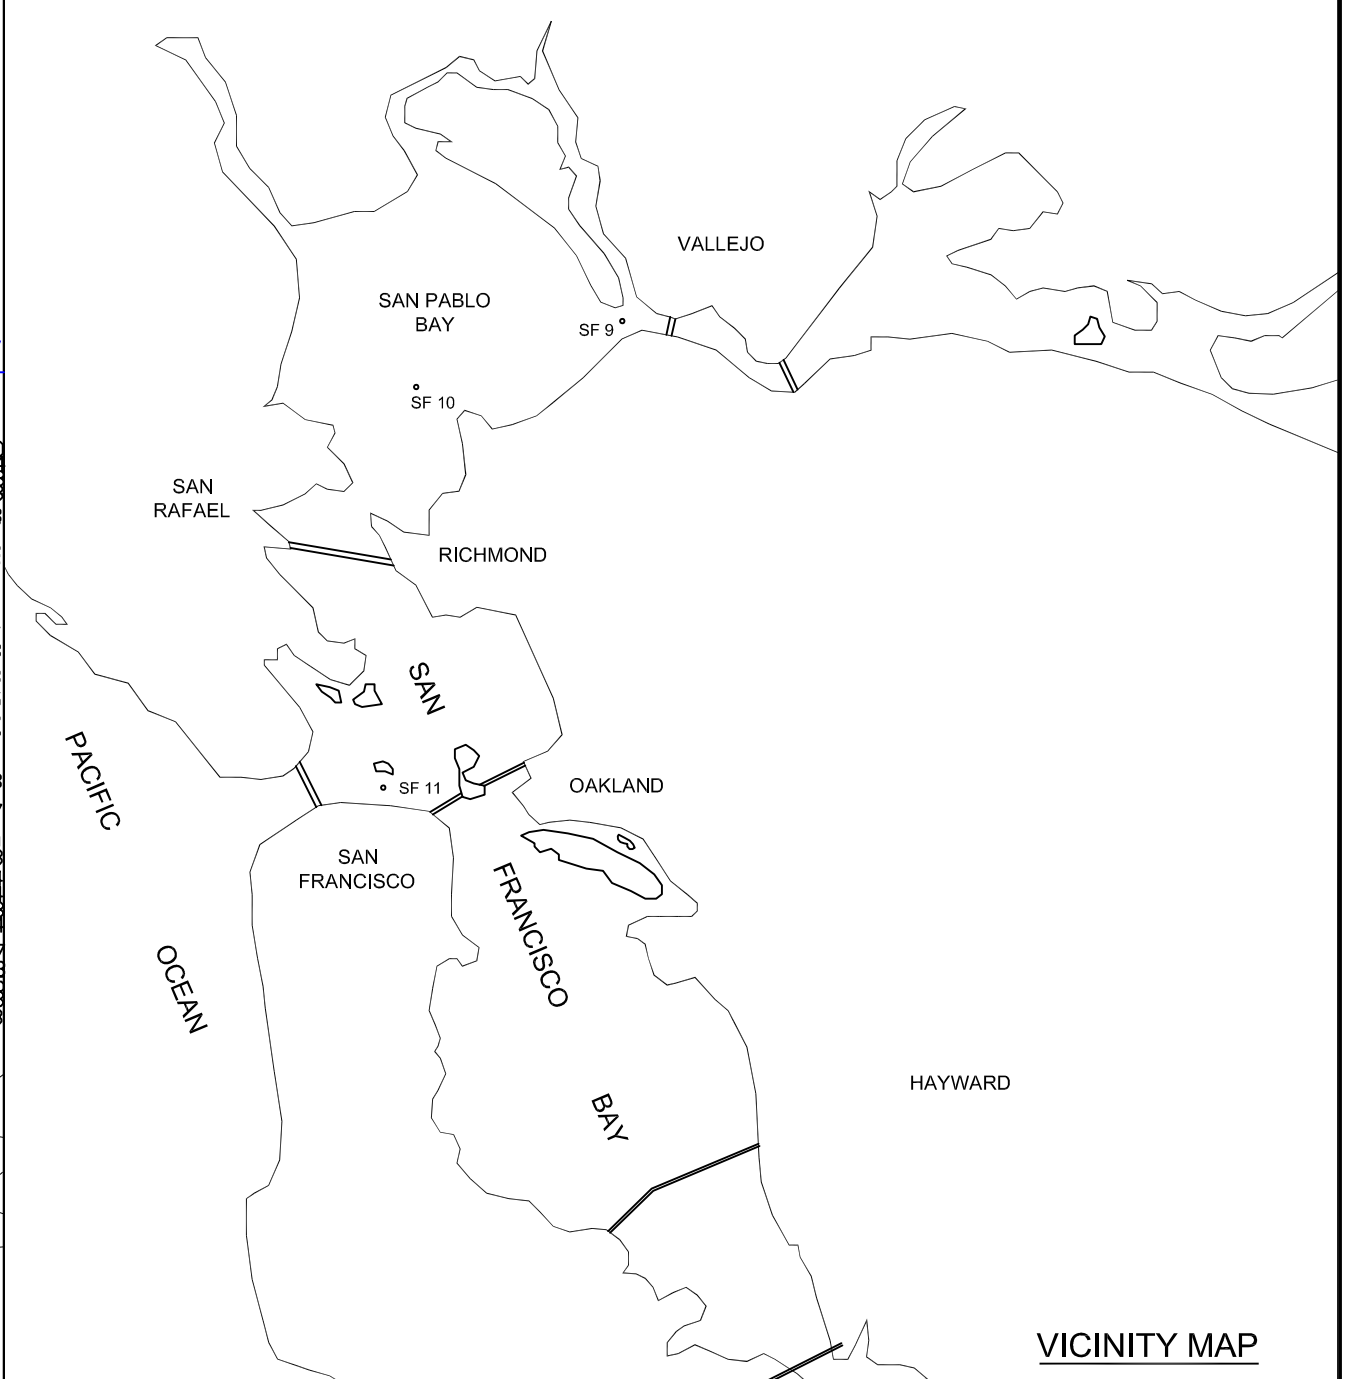 VALLEJO
SAN PABLO
BAY
SF 9
SF 10
SAN
RAFAEL
RICHMOND
SAN
PACIFIC
OAKLAND
SF 11
SAN
FRANCISCO
FRANCISCO
OCEAN
HAYWARD
BAY
VICINITY MAP